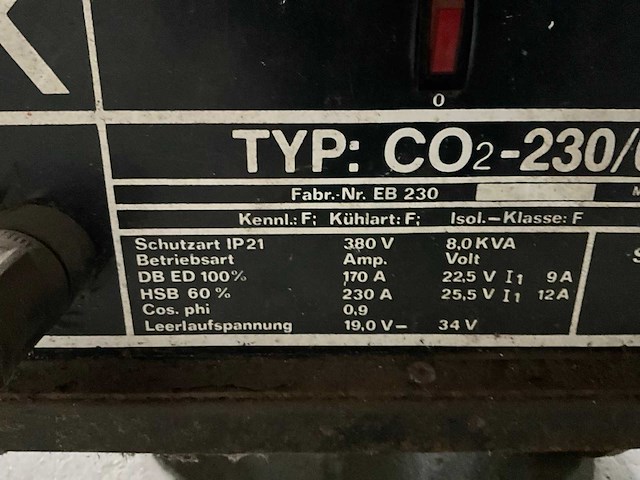 0
TYP: CO2-230/
Fabr.-Nr. EB 230
Kennl.: F; Kühlart: F; Isol.-Klasse: F
Schutzart IP21 380 V 8,0 KVA
Betriebsart Amp. Volt
DB ED 100% 170 A 22,5 V I1 9 A
HSB 60 % 230 A 25,5 V I1 12 A
Cos. phi 0,9
Leerlaufspannung 19,0 V– 34 V